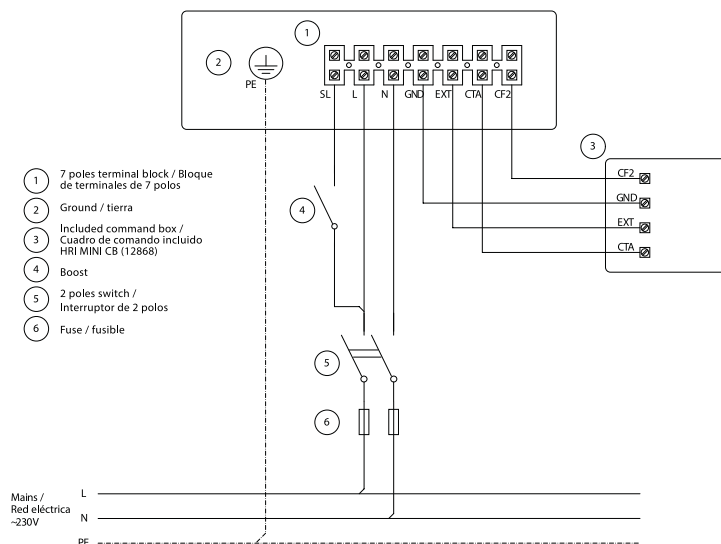 1
2
PE
SL L N GND EXT CTA CF2
3
CF2
GND
EXT
CTA
1 7 poles terminal block / Bloque
de terminales de 7 polos
2 Ground / tierra
3 Included command box /
Cuadro de comando incluido
HRI MINI CB (12868)
4 Boost
5 2 poles switch /
Interruptor de 2 polos
6 Fuse / fusible
4
5
6
Mains /
Red eléctrica
~230V
L
N
PE